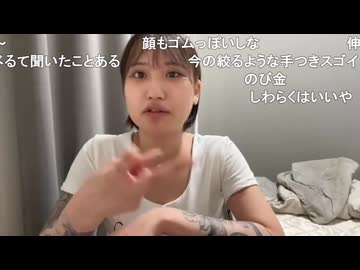 ～
顔もゴムっぽいしな
伸
べるて聞いたことある
今の絞るような手つきスゴイ
のび金
しわらくはいいや